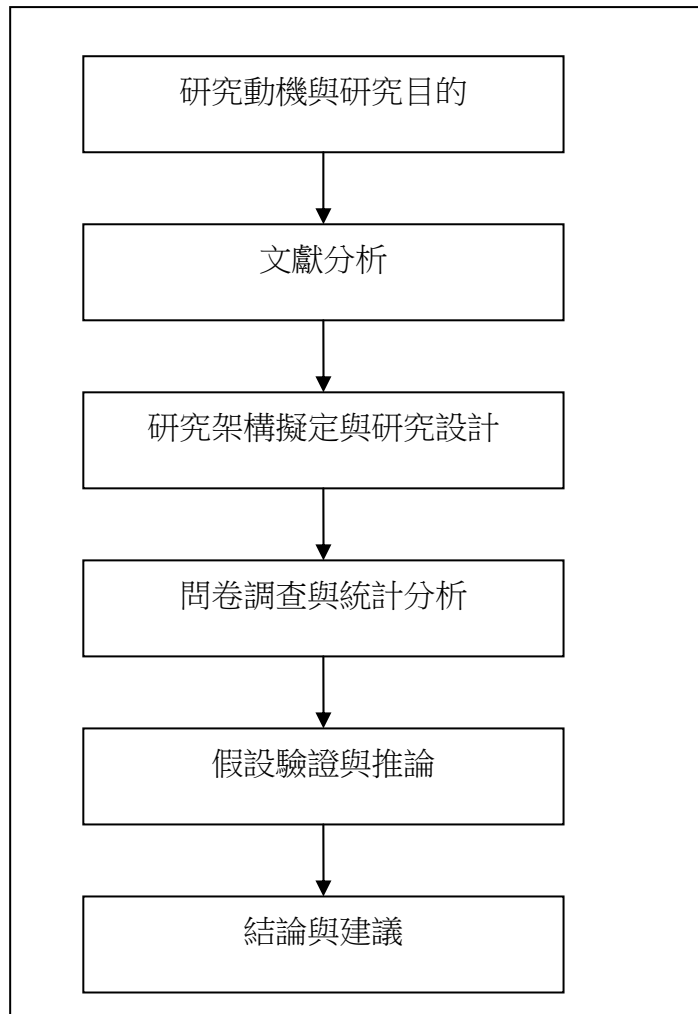 研究動機與研究目的
文獻分析
研究架構擬定與研究設計
問卷調查與統計分析
假設驗證與推論
結論與建議